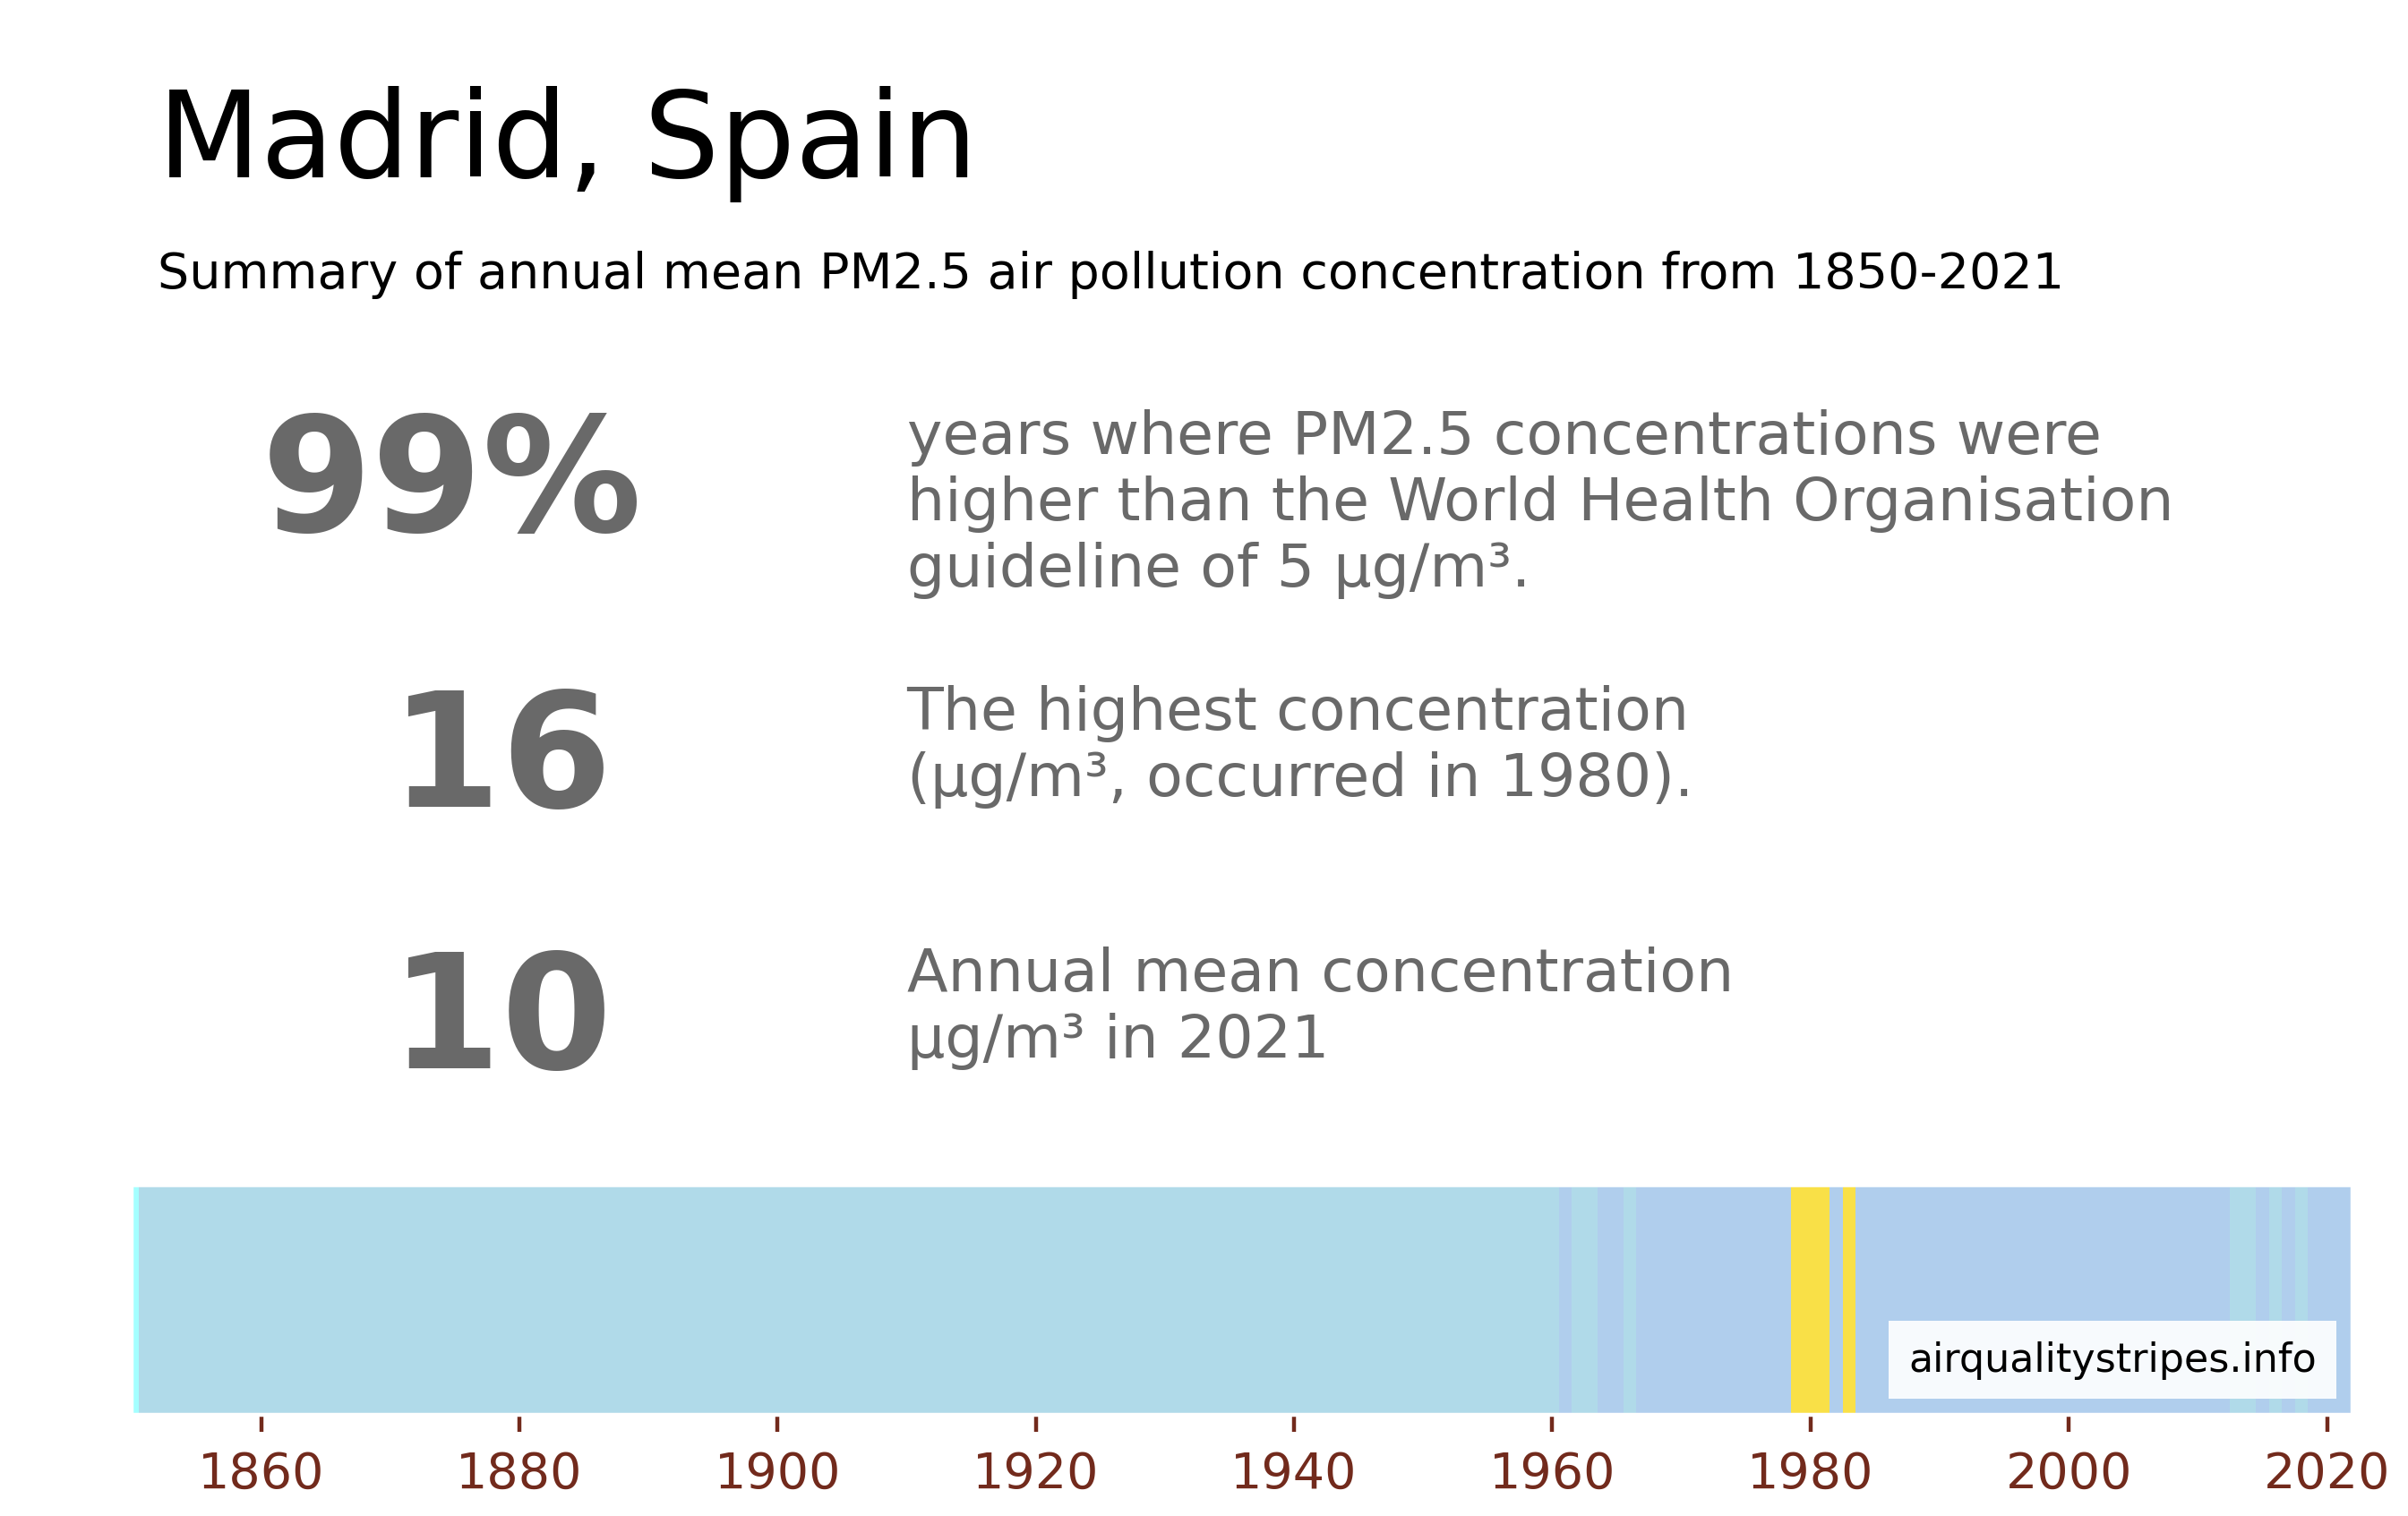 Madrid, Spain
Summary of annual mean PM2.5 air pollution concentration from 1850-2021
99%
years where PM2.5 concentrations were
higher than the World Health Organisation
guideline of 5 µg/m³.
16
The highest concentration
(µg/m³, occurred in 1980).
10
Annual mean concentration
µg/m³ in 2021
airqualitystripes.info
1860 1880 1900 1920 1940 1960 1980 2000 2020